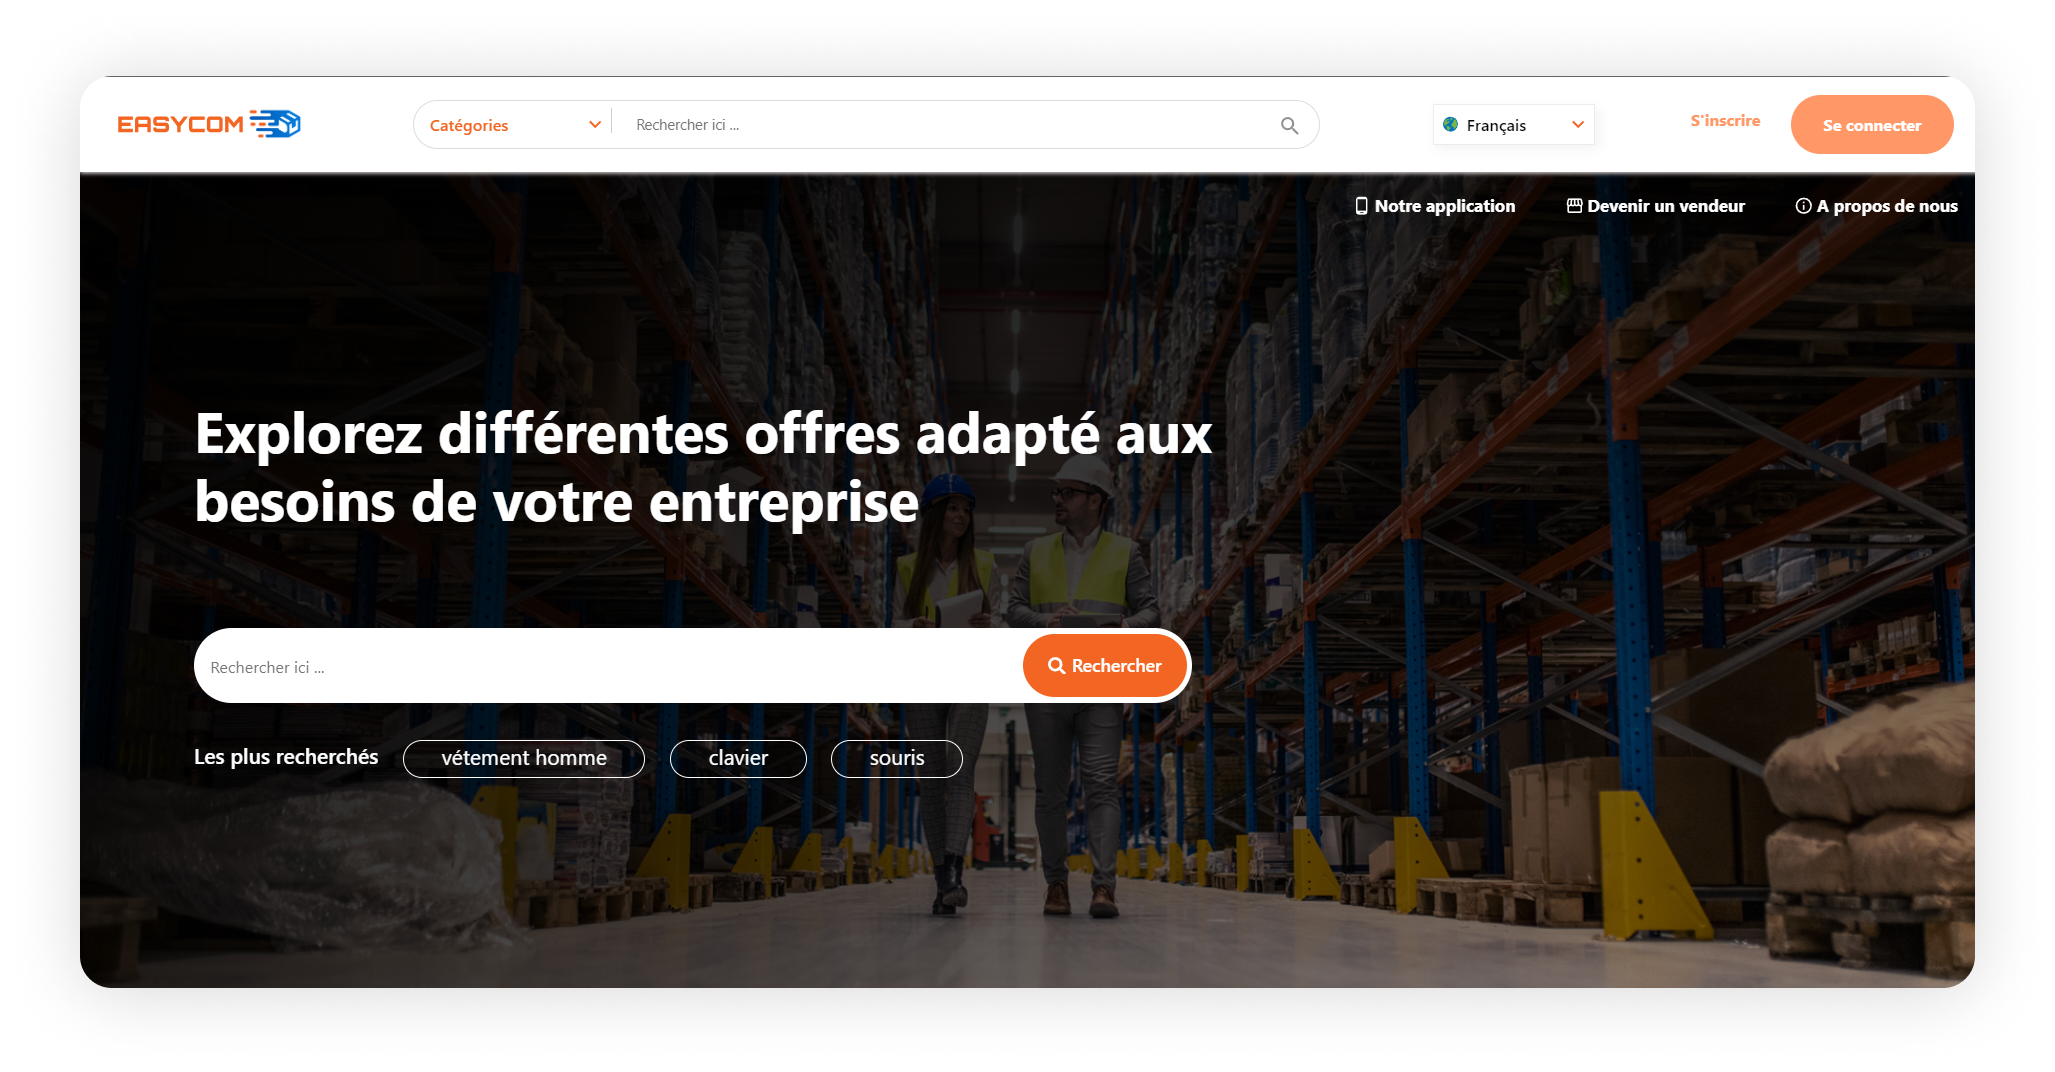 EASYCOM
Catégories
Rechercher ici ...
Français
S'inscrire
Se connecter
Notre application
Devenir un vendeur
A propos de nous
Explorez différentes offres adapté aux
besoins de votre entreprise
Rechercher ici ...
Rechercher
Les plus recherchés
vétement homme
clavier
souris